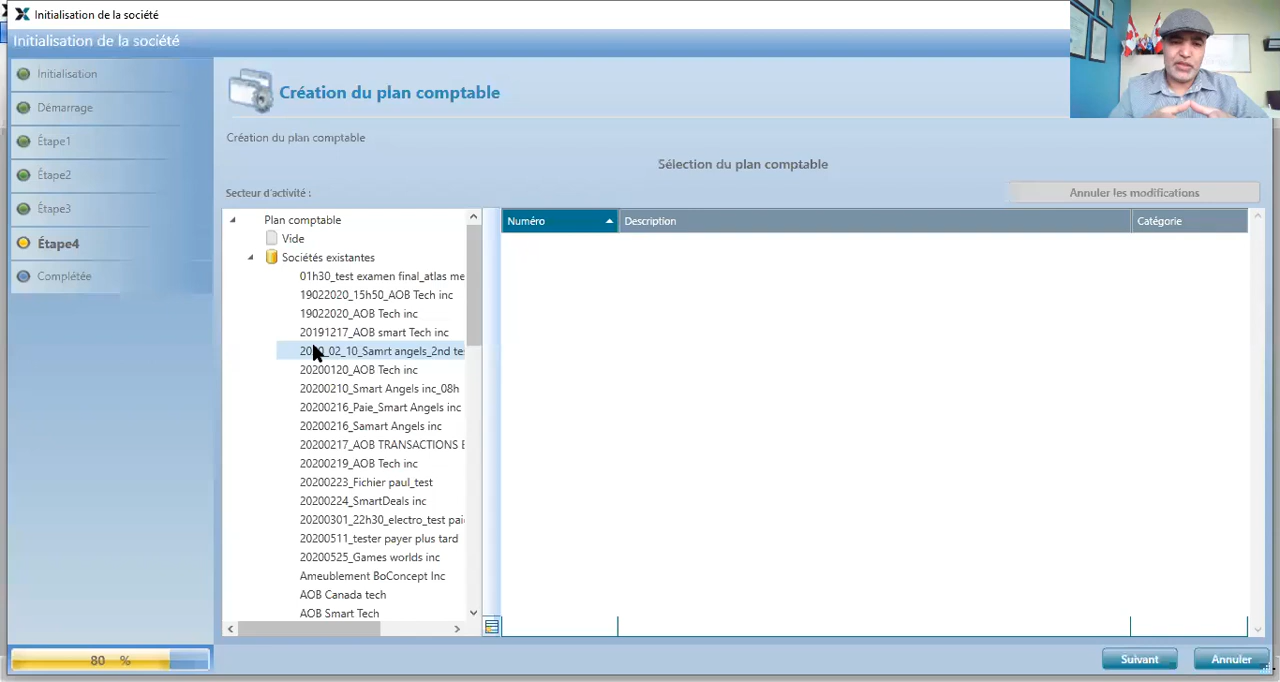 Initialisation de la société
Initialisation de la société
Initialisation
Démarrage
Étape1
Étape2
Étape3
Étape4
Complétée
80 %
Création du plan comptable
Création du plan comptable
Sélection du plan comptable
Secteur d'activité :
Annuler les modifications
Plan comptable
Vide
Sociétés existantes
01h30_test examen final_atlas me
19022020_15h50_AOB Tech inc
19022020_AOB Tech inc
20191217_AOB smart Tech inc
_02_10_Samrt angels_2nd te
20200120_AOB Tech inc
20200210_Smart Angels inc_08h
20200216_Paie_Smart Angels inc
20200216_Samart Angels inc
20200217_AOB TRANSACTIONS E
20200219_AOB Tech inc
20200223_Fichier paul_test
20200224_SmartDeals inc
20200301_22h30_electro_test pai
20200511_tester payer plus tard
20200525_Games worlds inc
Ameublement BoConcept Inc
AOB Canada tech
AOB Smart Tech
Numéro
Description
Catégorie
Suivant
Annuler